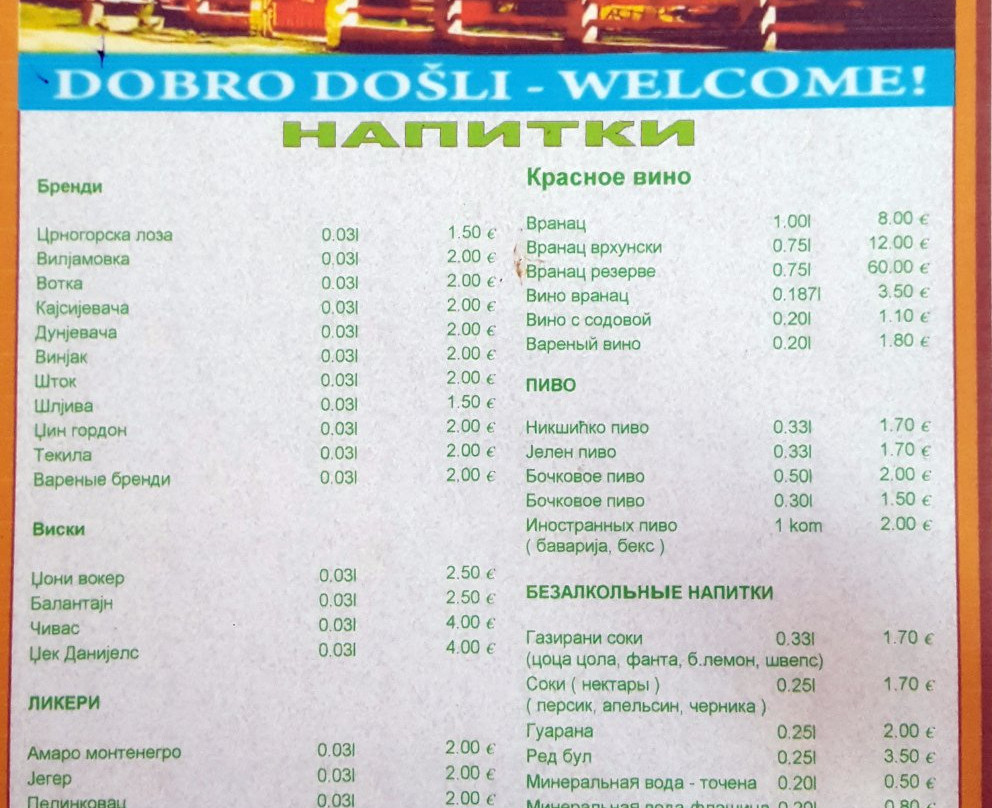 DOBRO DOŠLI - WELCOME!
НАПИТКИ
Бренди
Црногорска лоза 0.03l 1.50 €
Вилјамовка 0.03l 2.00 €
Вотка 0.03l 2.00 €
Кајсијевача 0.03l 2.00 €
Дунјевача 0.03l 2.00 €
Винјак 0.03l 2.00 €
Шток 0.03l 2.00 €
Шлјива 0.03l 1.50 €
Џин гордон 0.03l 2.00 €
Текила 0.03l 2.00 €
Вареные бренди 0.03l 2.00 €
Виски
Џони вокер 0.03l 2.50 €
Балантајн 0.03l 2.50 €
Чивас 0.03l 4.00 €
Џек Данијелс 0.03l 4.00 €
ЛИКЕРИ
Амаро монтенегро 0.03l 2.00 €
Јегер 0.03l 2.00 €
Пелинковац 0.03l 2.00 €
Красное вино
Вранац 1.00l 8.00 €
Вранац врхунски 0.75l 12.00 €
Вранац резерве 0.75l 60.00 €
Вино вранац 0.187l 3.50 €
Вино с содовой 0.20l 1.10 €
Вареный вино 0.20l 1.80 €
ПИВО
Никшићко пиво 0.33l 1.70 €
Јелен пиво 0.33l 1.70 €
Бочковое пиво 0.50l 2.00 €
Бочковое пиво 0.30l 1.50 €
Иностранных пиво 1 kom 2.00 €
( баварија, бекс )
БЕЗАЛКОЛЬНЫЕ НАПИТКИ
Газирани соки 0.33l 1.70 €
(цоца цола, фанта, б.лемон, швепс)
Соки ( нектары ) 0.25l 1.70 €
( персик, апельсин, черника )
Гуарана 0.25l 2.00 €
Ред бул 0.25l 3.50 €
Минеральная вода - точена 0.20l 0.50 €
Минеральная вода 0.20l 0.80 €